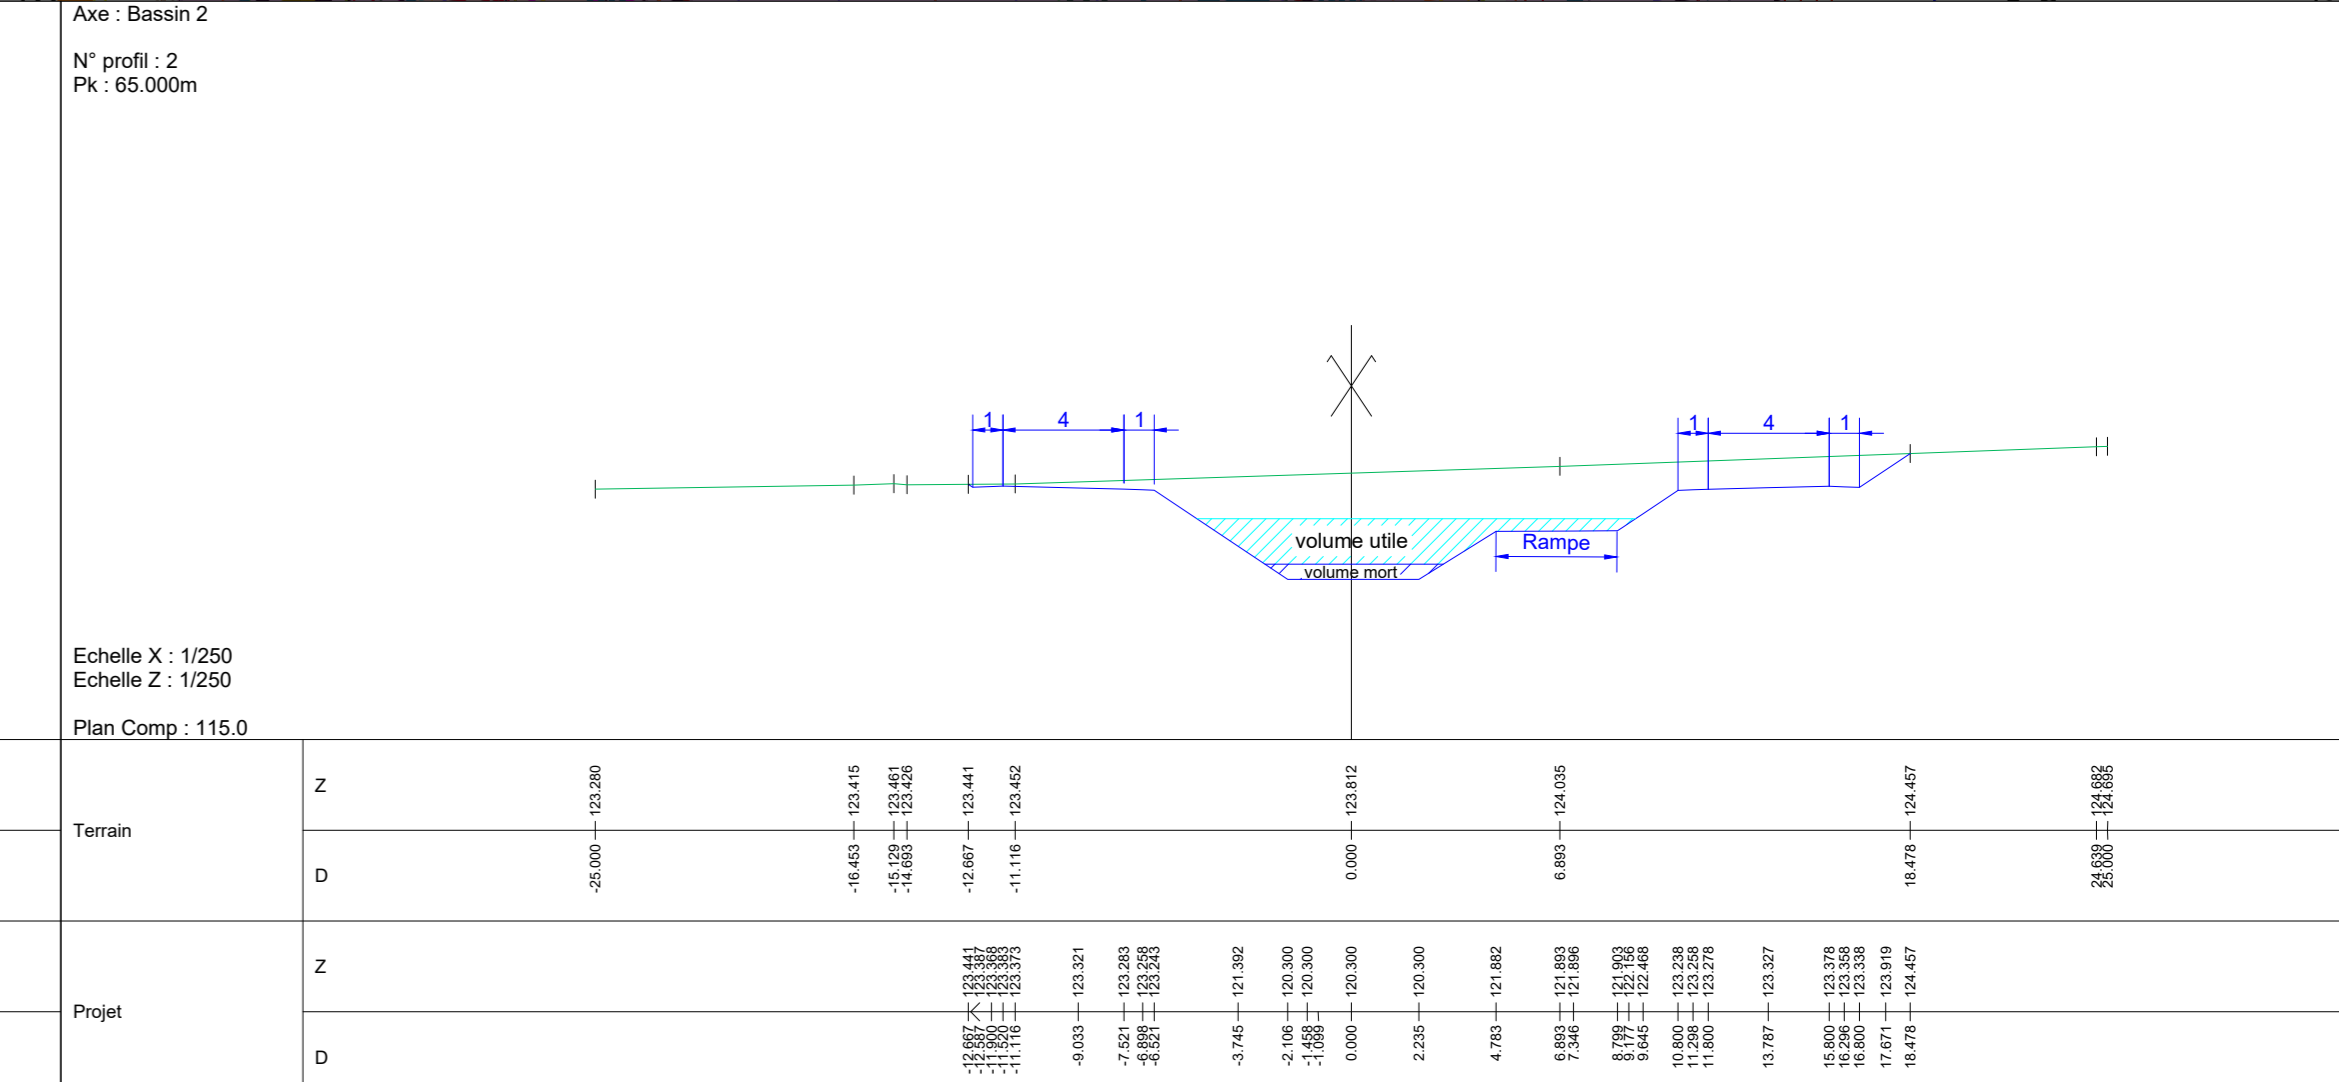 Axe : Bassin 2
N° profil : 2
Pk : 65.000m
1 4 1
1 4 1
volume utile
Rampe
volume mort
Echelle X : 1/250
Echelle Z : 1/250
Plan Comp : 115.0
Terrain
Z
123.280 123.415 123.461 123.426 123.441 123.452 123.812 124.035 124.457 124.682 124.695
D
-25.000 -16.453 -15.129 -14.693 -12.667 -11.116 0.000 6.893 18.478 24.639 25.000
Projet
Z
123.441 123.387 123.368 123.383 123.373 123.321 123.283 123.258 123.243 121.392 120.300 120.300 120.300 120.300 121.882 121.893 121.896 121.903 122.156 122.468 123.238 123.258 123.278 123.327 123.378 123.358 123.338 123.919 124.457
D
-12.667 -12.587 -11.900 -11.520 -11.116 -9.033 -7.521 -6.898 -6.521 -3.745 -2.106 -1.458 -1.099 0.000 2.235 4.783 6.893 7.346 8.799 9.177 9.645 10.800 11.298 11.800 13.787 15.800 16.296 16.800 17.671 18.478